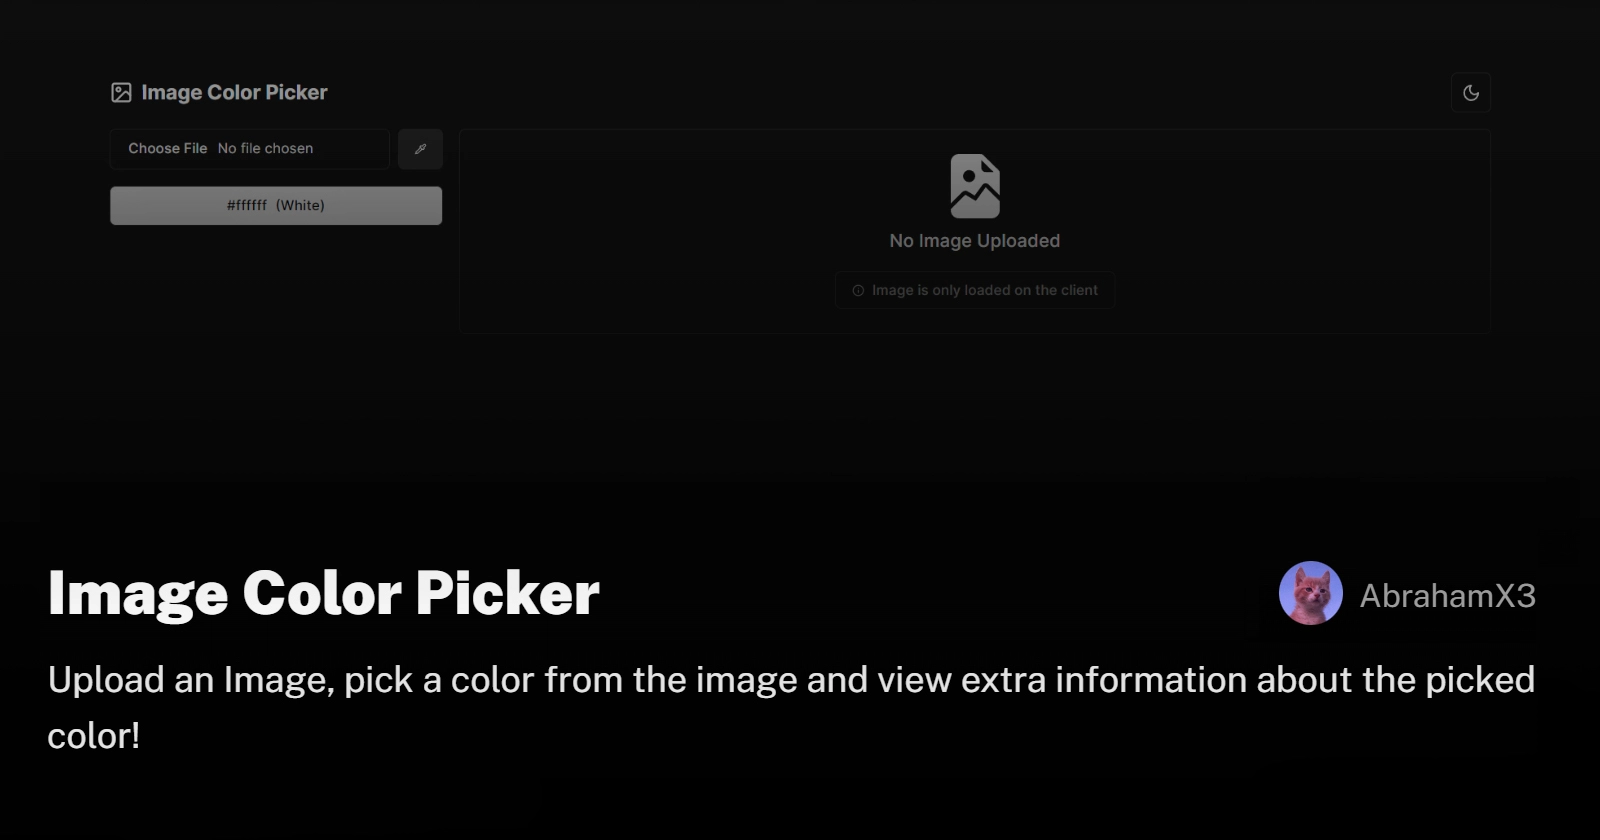 Image Color Picker
Choose File No file chosen
#ffffff (White)
No Image Uploaded
Image is only loaded on the client
Image Color Picker
AbrahamX3
Upload an Image, pick a color from the image and view extra information about the picked
color!